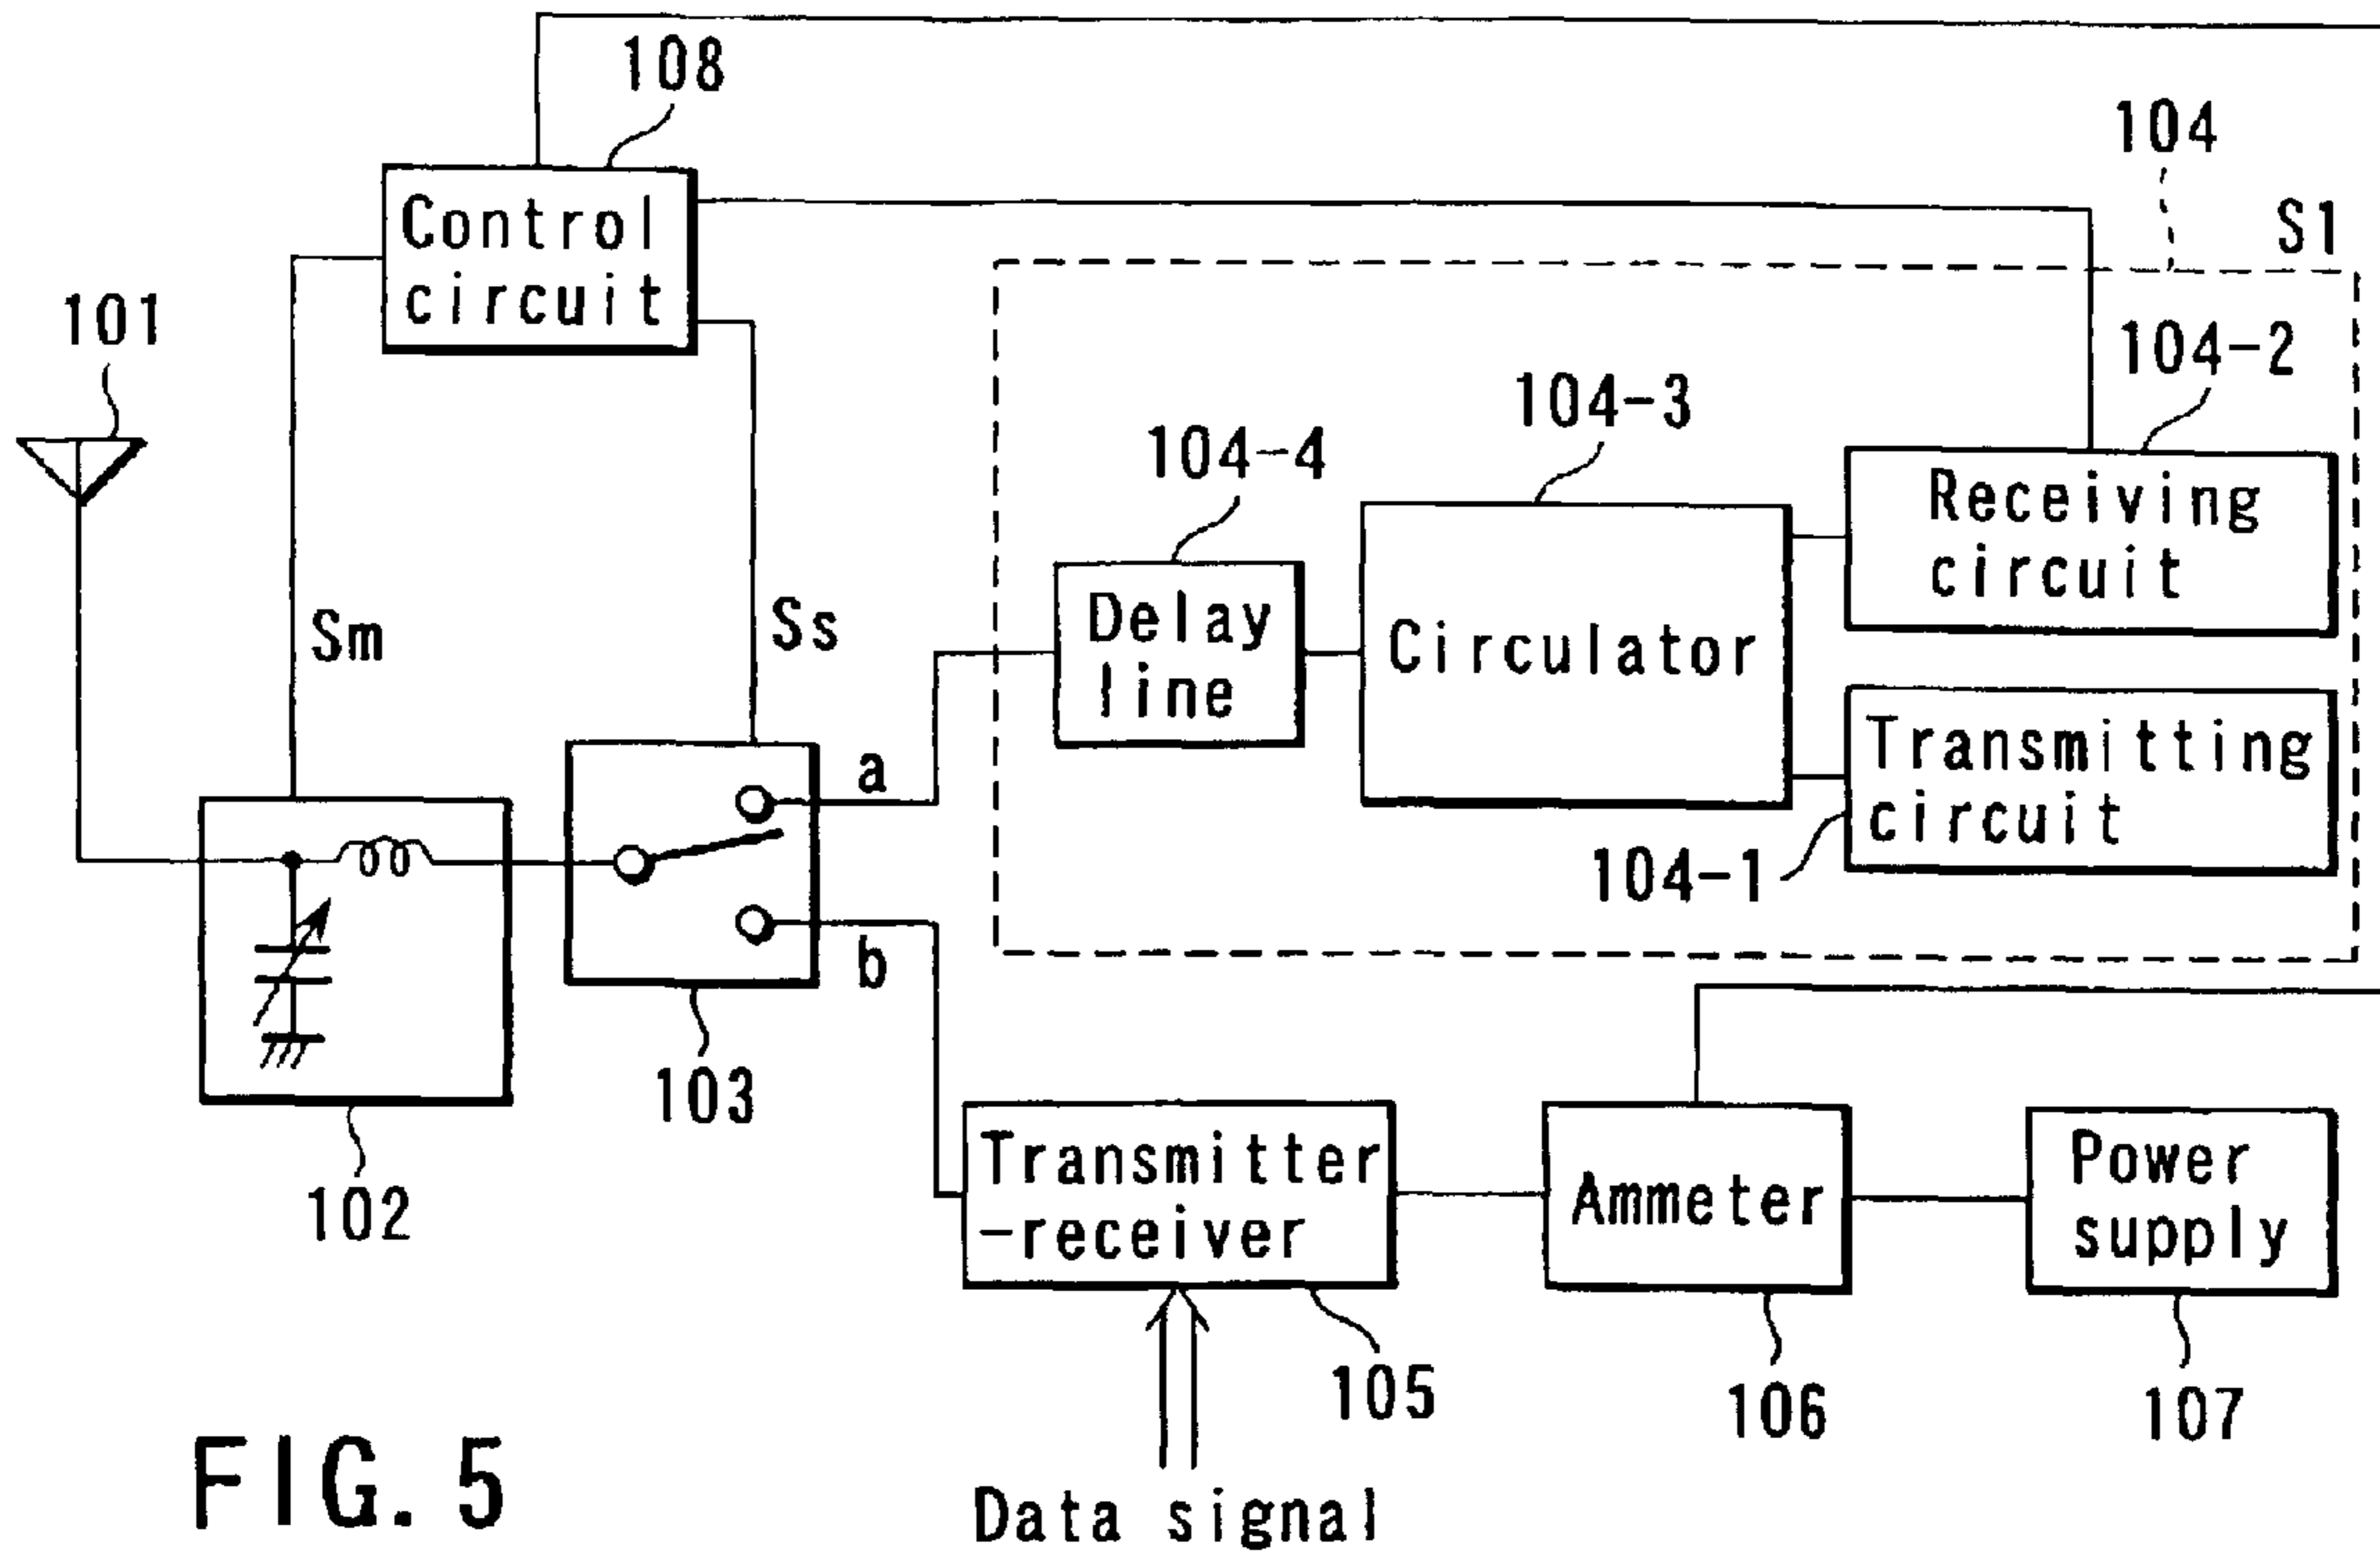 108
104
S1
Control
circuit
101
104-2
104-3
104-4
Receiving
circuit
Delay
line
Circulator
Sm
Ss
Transmitting
circuit
a
104-1
b
103
102
Transmitter
-receiver
Ammeter
Power
supply
105
106
107
FIG. 5
Data signal